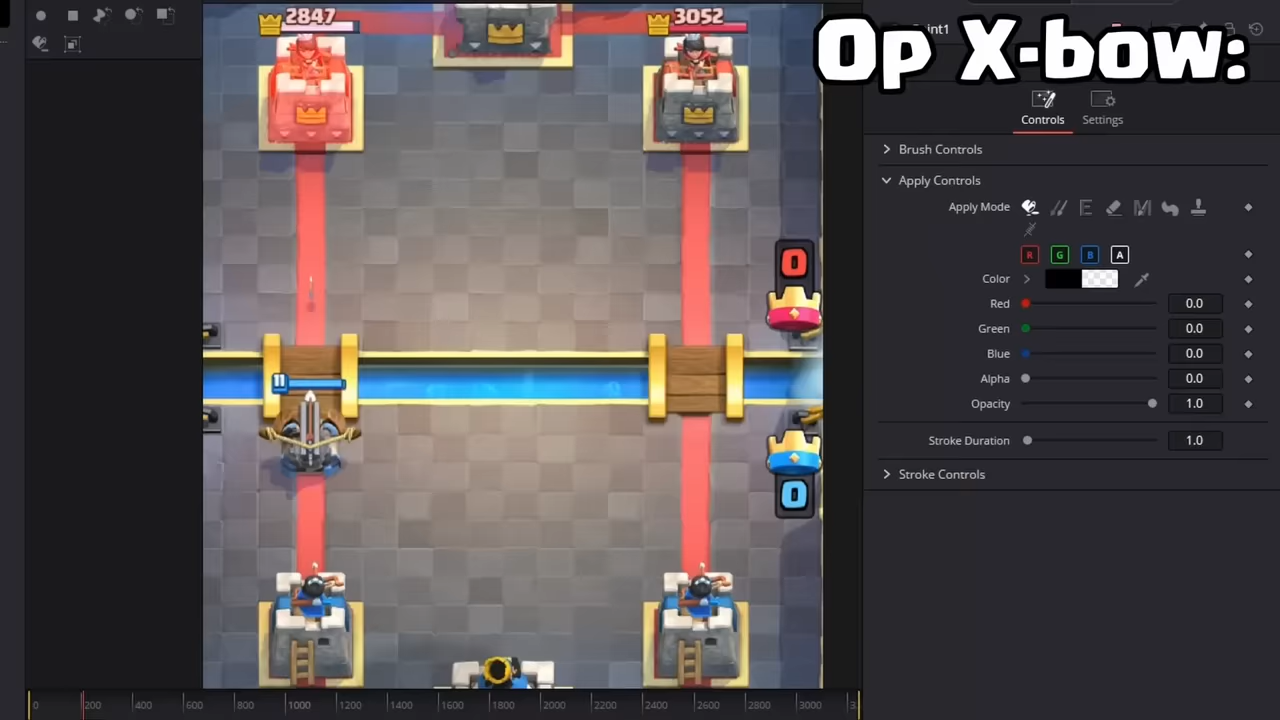 2847
3052
Op X-bow:
int1
Controls
Settings
Brush Controls
Apply Controls
Apply Mode
E
M
R G B A
Color
Red 0.0
Green 0.0
Blue 0.0
Alpha 0.0
Opacity 1.0
Stroke Duration 1.0
Stroke Controls
0
11
0
0 200 400 600 800 1000 1200 1400 1600 1800 2000 2200 2400 2600 2800 3000